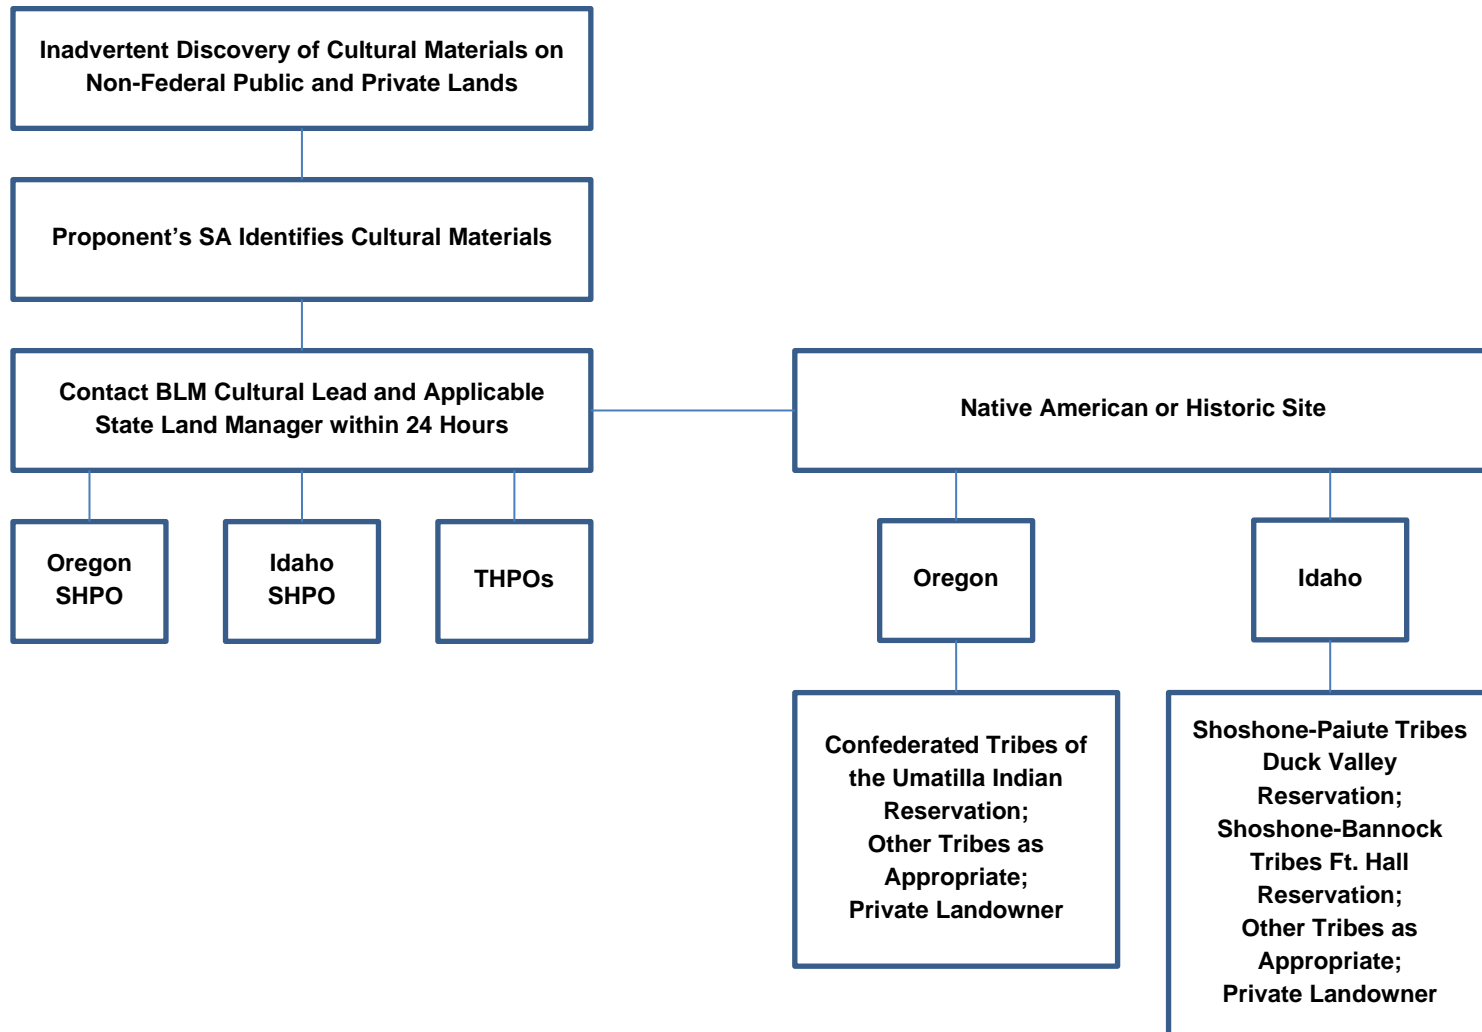 Inadvertent Discovery of Cultural Materials on
Non-Federal Public and Private Lands
Proponent’s SA Identifies Cultural Materials
Contact BLM Cultural Lead and Applicable
State Land Manager within 24 Hours
Native American or Historic Site
Oregon
SHPO
Idaho
SHPO
THPOs
Oregon
Idaho
Confederated Tribes of
the Umatilla Indian
Reservation;
Other Tribes as
Appropriate;
Private Landowner
Shoshone-Paiute Tribes
Duck Valley
Reservation;
Shoshone-Bannock
Tribes Ft. Hall
Reservation;
Other Tribes as
Appropriate;
Private Landowner